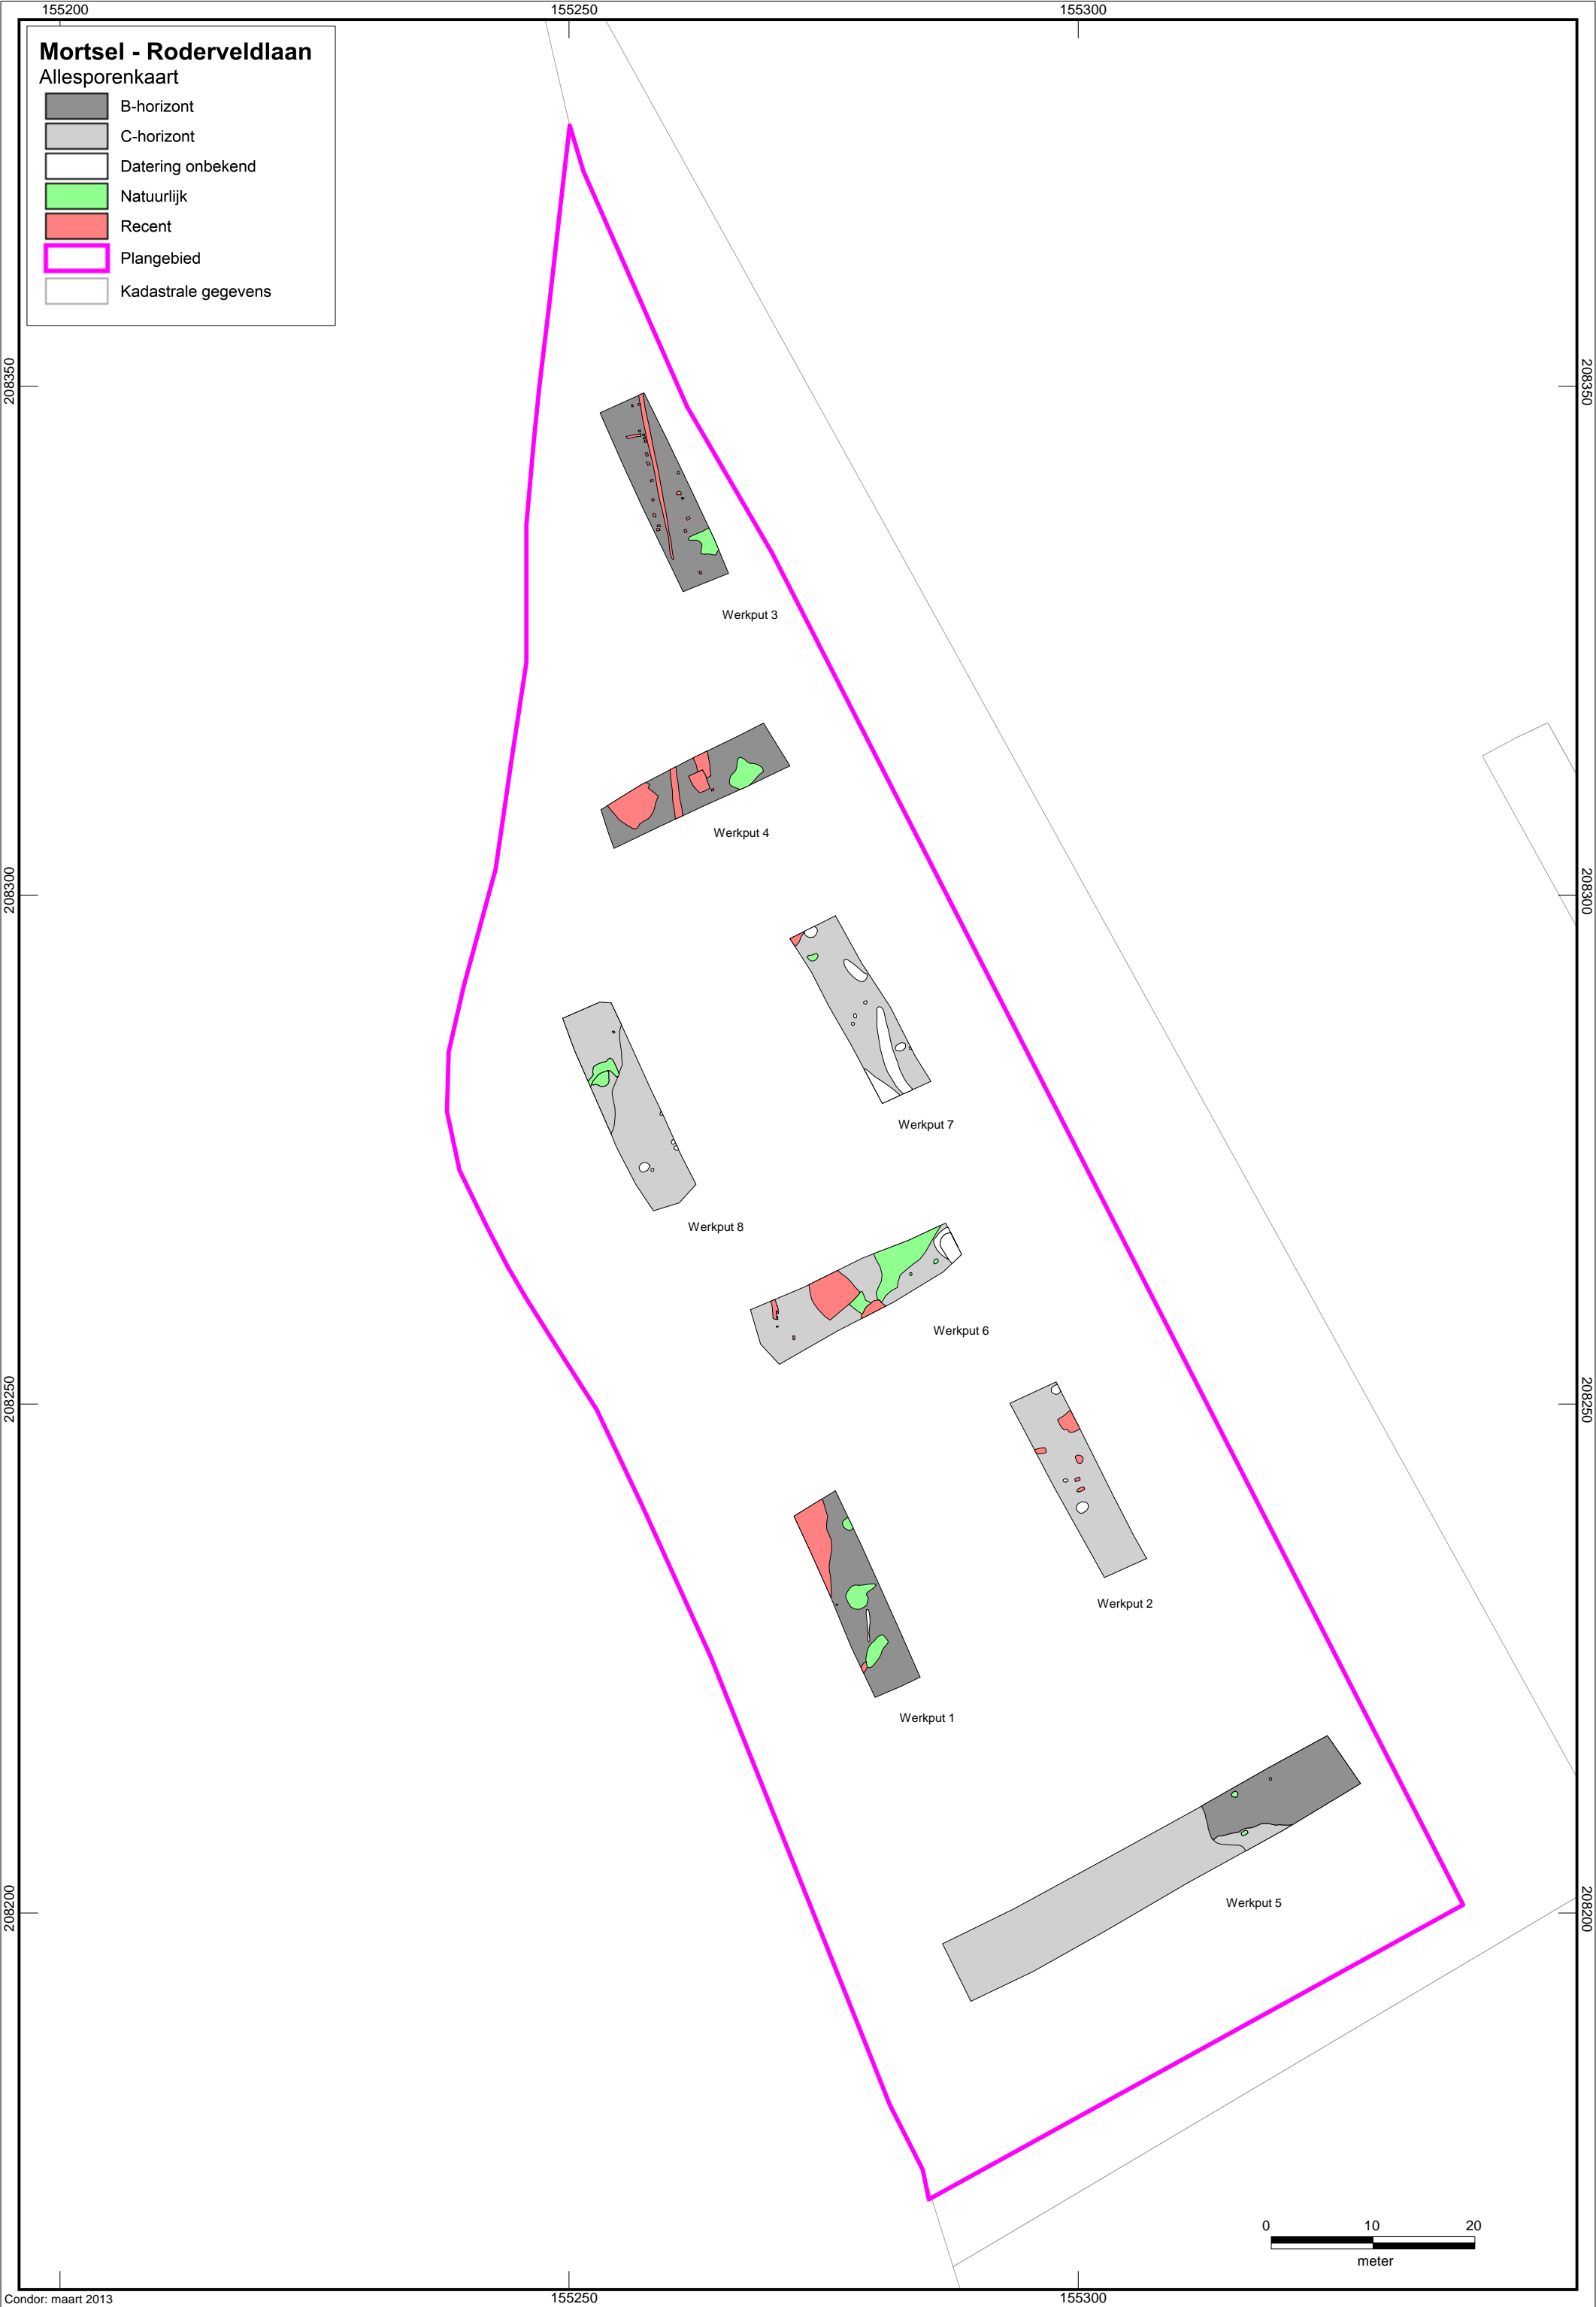 155200
155250
155300
Mortsel - Roderveldlaan
Allesporenkaart
B-horizont
C-horizont
Datering onbekend
Natuurlijk
Recent
Plangebied
Kadastrale gegevens
208350
208350
Werkput 3
Werkput 4
208300
208300
Werkput 7
Werkput 8
Werkput 6
208250
208250
Werkput 2
Werkput 1
Werkput 5
208200
208200
0
10
20
meter
Condor: maart 2013
155250
155300